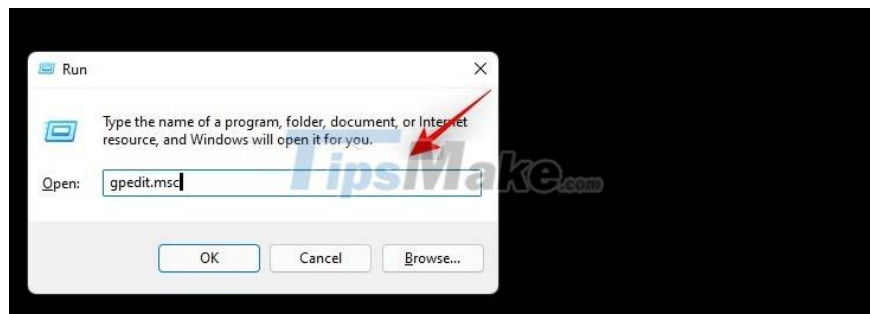 Run
Type the name of a program, folder, document, or Internet
resource, and Windows will open it for you.
Open: gpedit.msc
TipsMake.com
OK Cancel Browse...